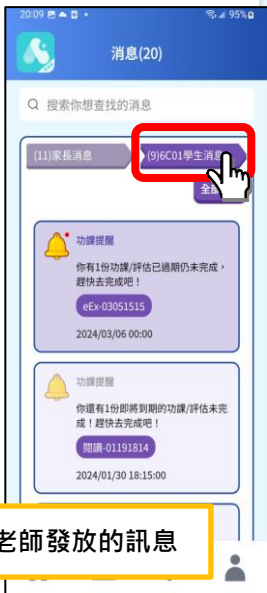 20:09
95%
消息(20)
搜索你想查找的消息
(11)家長消息
(9)6C01學生消息
功課提醒
你有1份功課/評估已過期仍未完成，
趕快去完成吧！
eEx-03051515
2024/03/06 00:00
功課提醒
你還有1份即將到期的功課/評估未完
成！趕快去完成吧！
閱讀-01191814
2024/01/30 18:15:00
老師發放的訊息